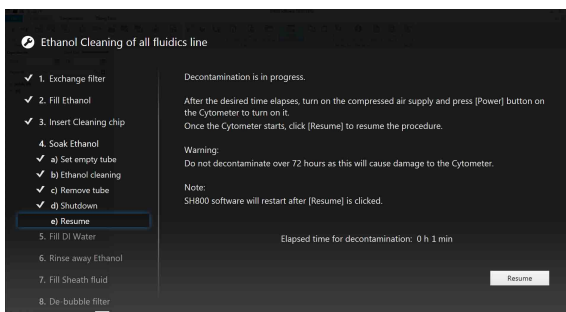 Ethanol Cleaning of all fluidics line
1. Exchange filter
2. Fill Ethanol
3. Insert Cleaning chip
4. Soak Ethanol
a) Set empty tube
b) Ethanol cleaning
c) Remove tube
d) Shutdown
e) Resume
5. Fill DI Water
6. Rinse away Ethanol
7. Fill Sheath fluid
8. De-bubble filter
Decontamination is in progress.
After the desired time elapses, turn on the compressed air supply and press [Power] button on
the Cytometer to turn it on.
Once the Cytometer starts, click [Resume] to resume the procedure.
Warning:
Do not decontaminate over 72 hours as this will cause damage to the Cytometer.
Note:
SH800 software will restart after [Resume] is clicked.
Elapsed time for decontamination: 0 h 1 min
Resume